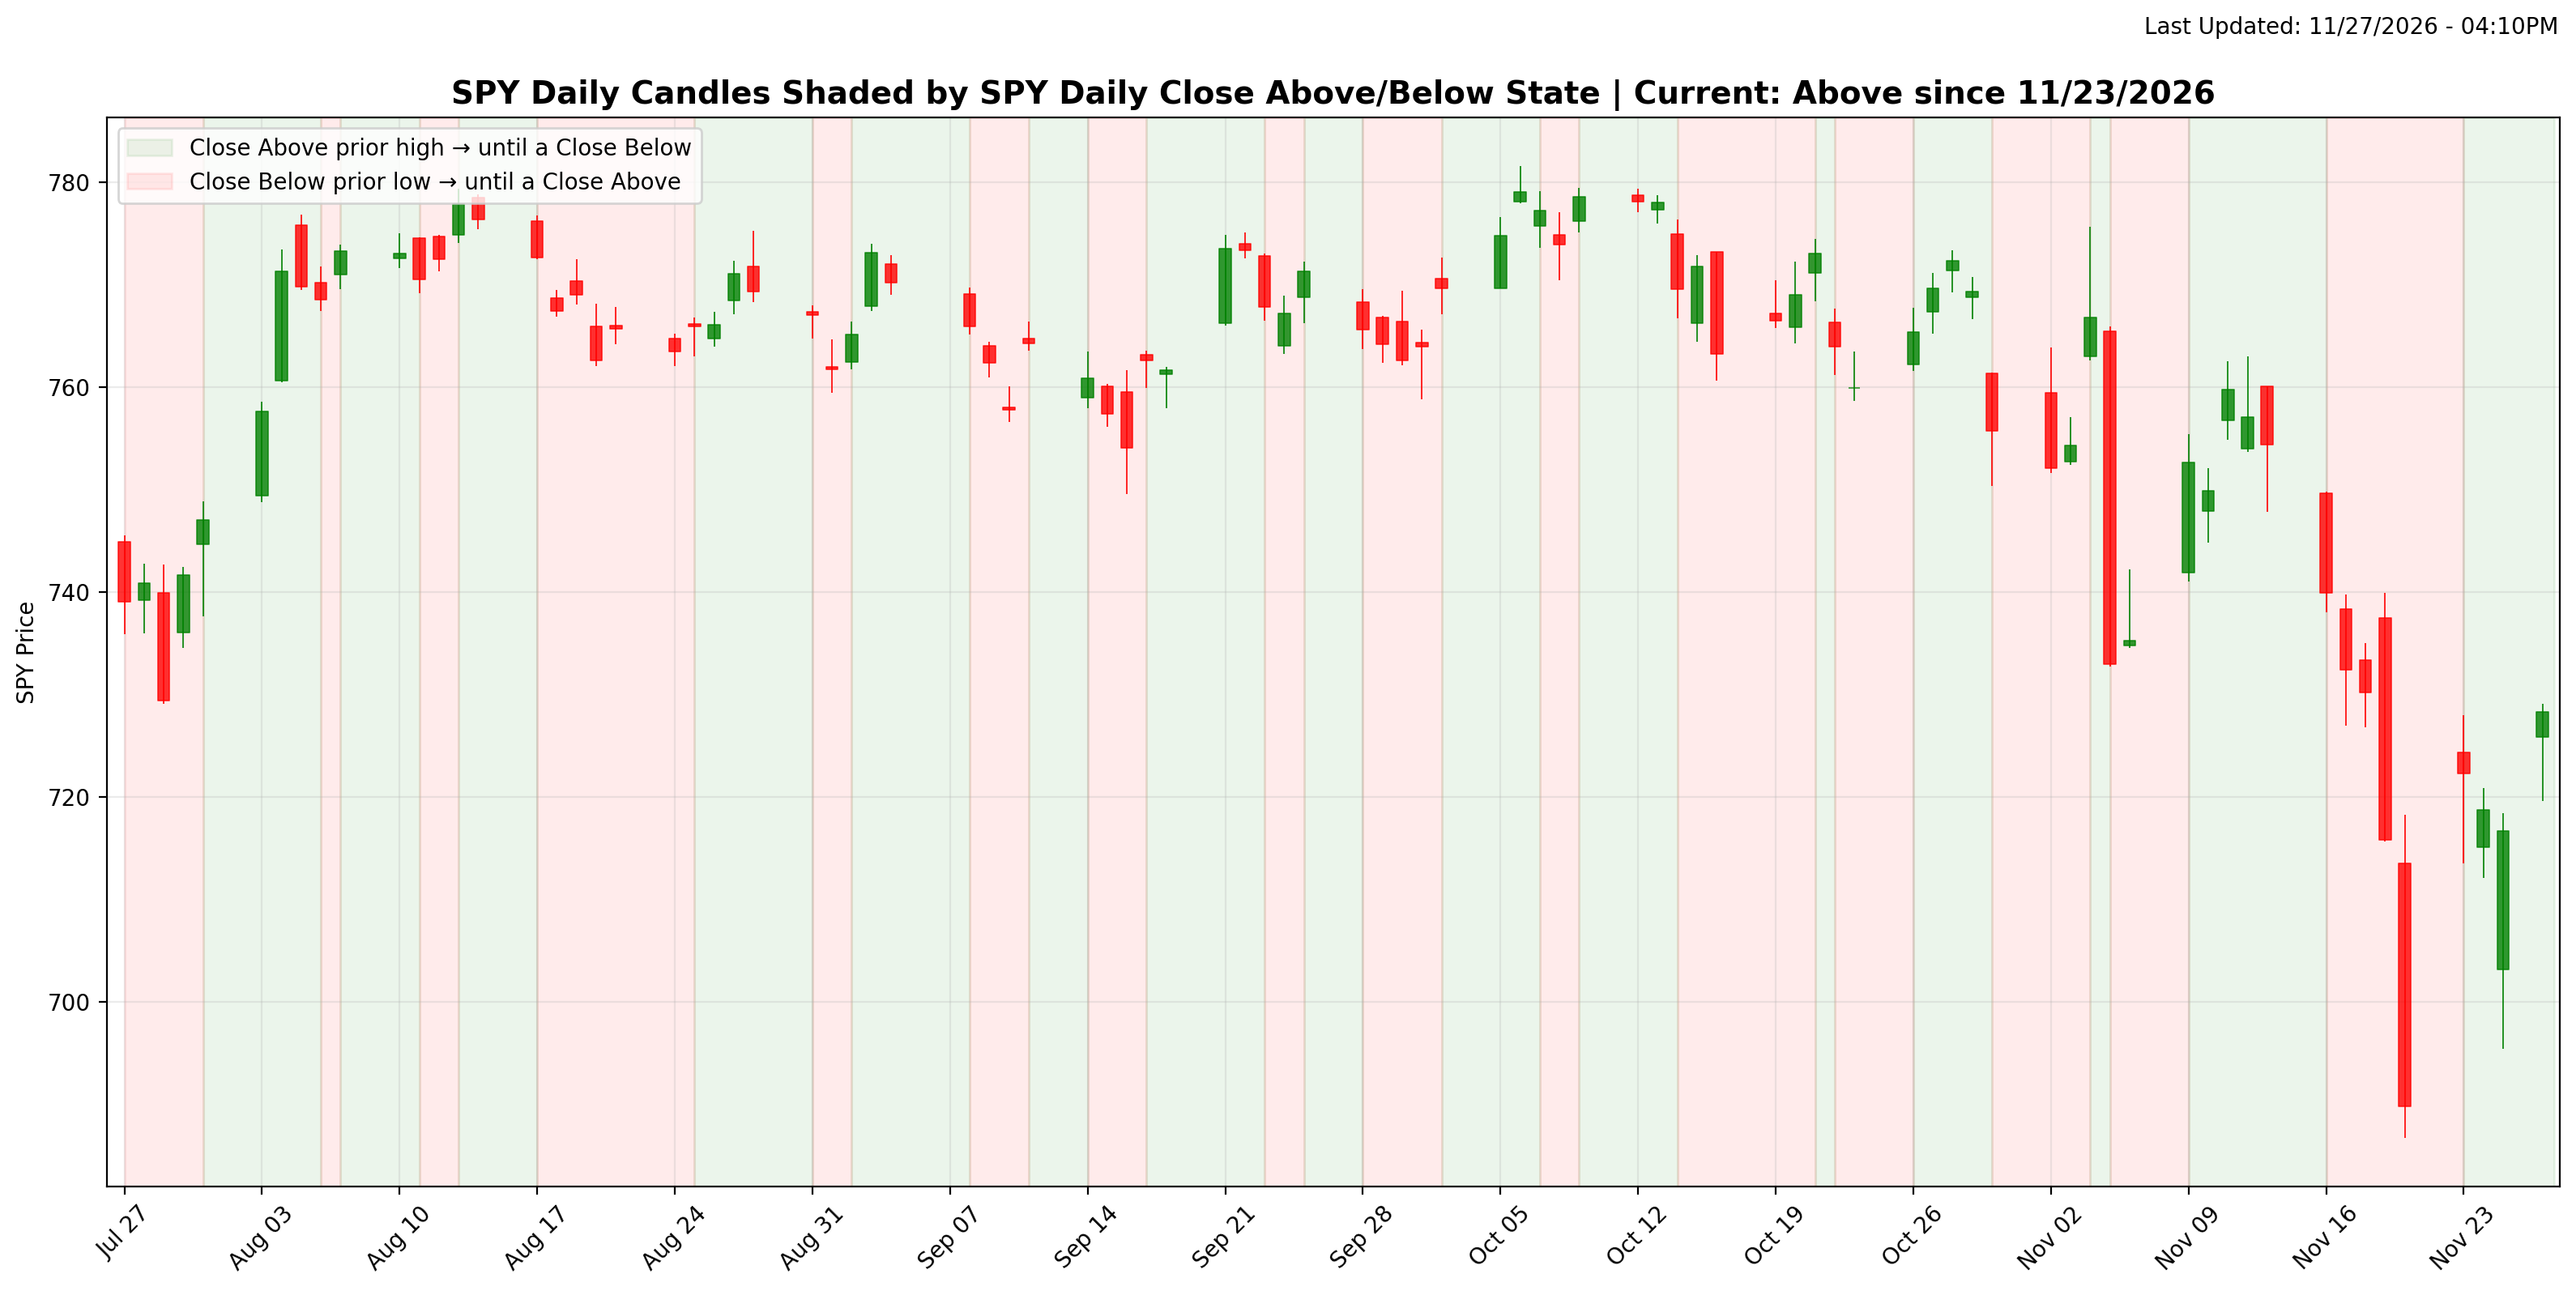 Last Updated: 11/27/2026 - 04:10PM
SPY Daily Candles Shaded by SPY Daily Close Above/Below State | Current: Above since 11/23/2026
Close Above prior high → until a Close Below
Close Below prior low → until a Close Above
780
760
740
720
700
SPY Price
Jul 27
Aug 03
Aug 10
Aug 17
Aug 24
Aug 31
Sep 07
Sep 14
Sep 21
Sep 28
Oct 05
Oct 12
Oct 19
Oct 26
Nov 02
Nov 09
Nov 16
Nov 23